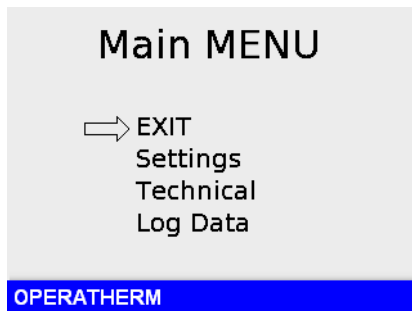 Main MENU
EXIT
Settings
Technical
Log Data
OPERATHERM